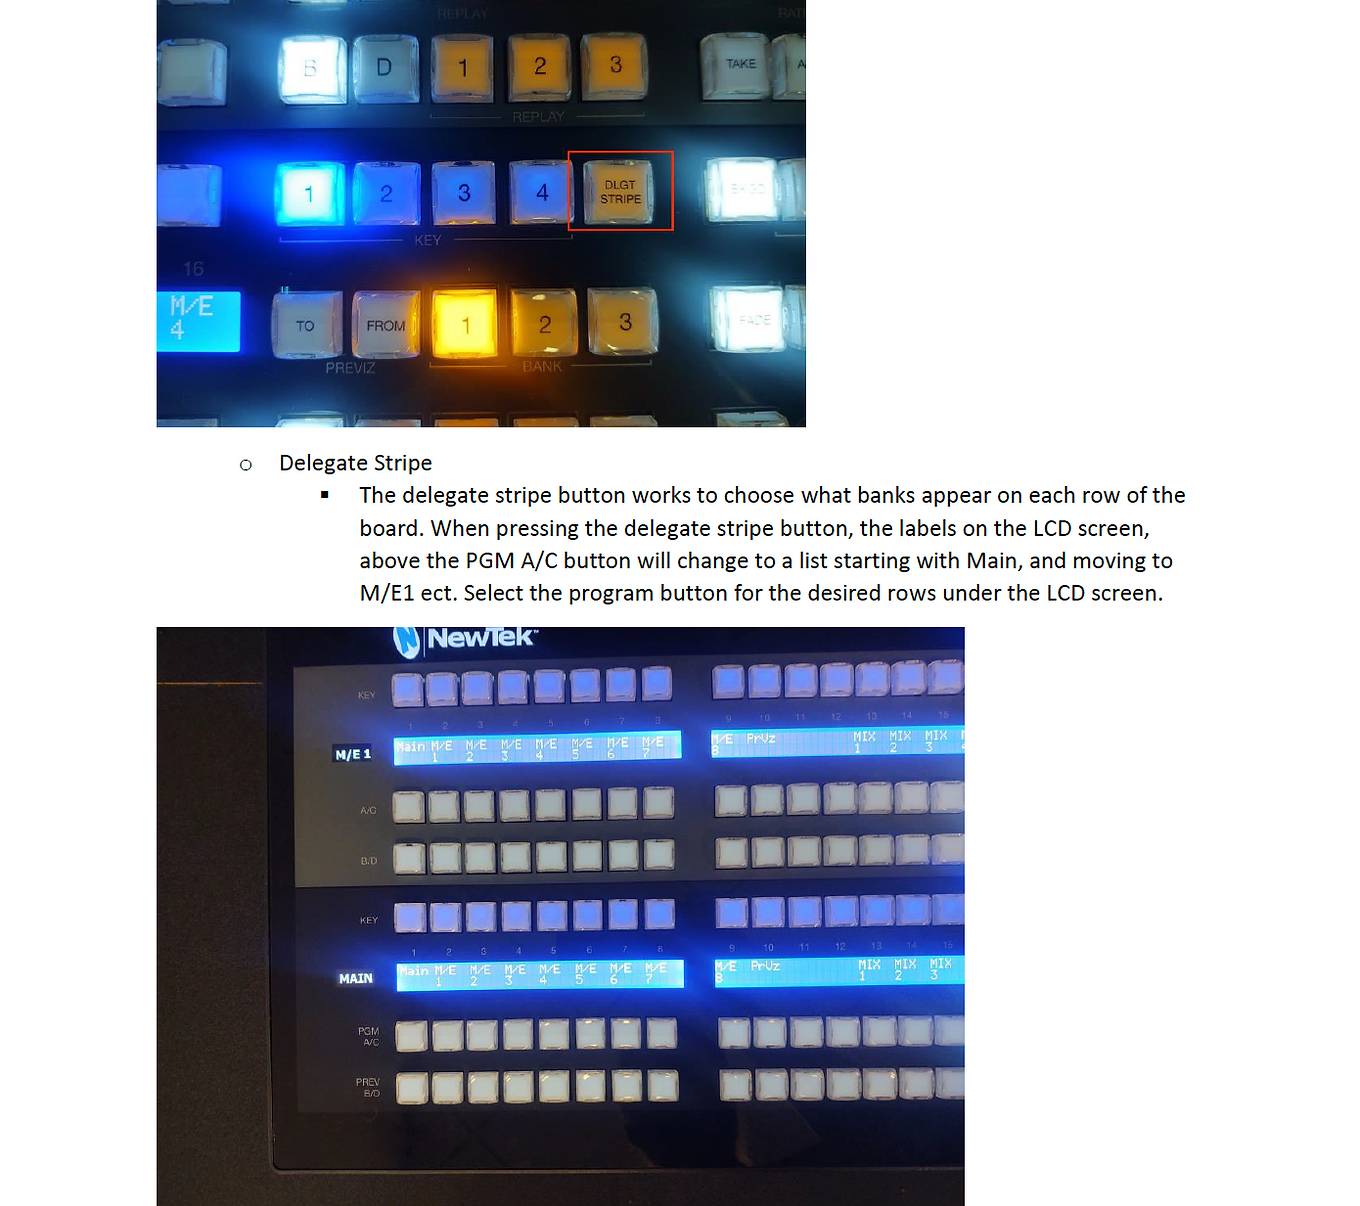 REPLAY
B D 1 2 3 TAKE A
REPLAY
1 2 3 4 DLGT STRIPE BKGD
KEY
16
M/E
4
TO FROM 1 2 3 FADE
PREVIZ BANK
o Delegate Stripe
▪ The delegate stripe button works to choose what banks appear on each row of the
board. When pressing the delegate stripe button, the labels on the LCD screen,
above the PGM A/C button will change to a list starting with Main, and moving to
M/E1 ect. Select the program button for the desired rows under the LCD screen.
NewTek™
KEY
1 2 3 4 5 6 7 8 9 10 11 12 13 14 15
M/E 1
Main M/E M/E M/E M/E M/E M/E M/E M/E PrVz MIX MIX MIX
1 2 3 4 5 6 7 8 1 2 3
A/C
B/D
KEY
1 2 3 4 5 6 7 8 9 10 11 12 13 14 15
MAIN
Main M/E M/E M/E M/E M/E M/E M/E M/E PrVz MIX MIX MIX
1 2 3 4 5 6 7 8 1 2 3
PGM
A/C
PREV
B/D